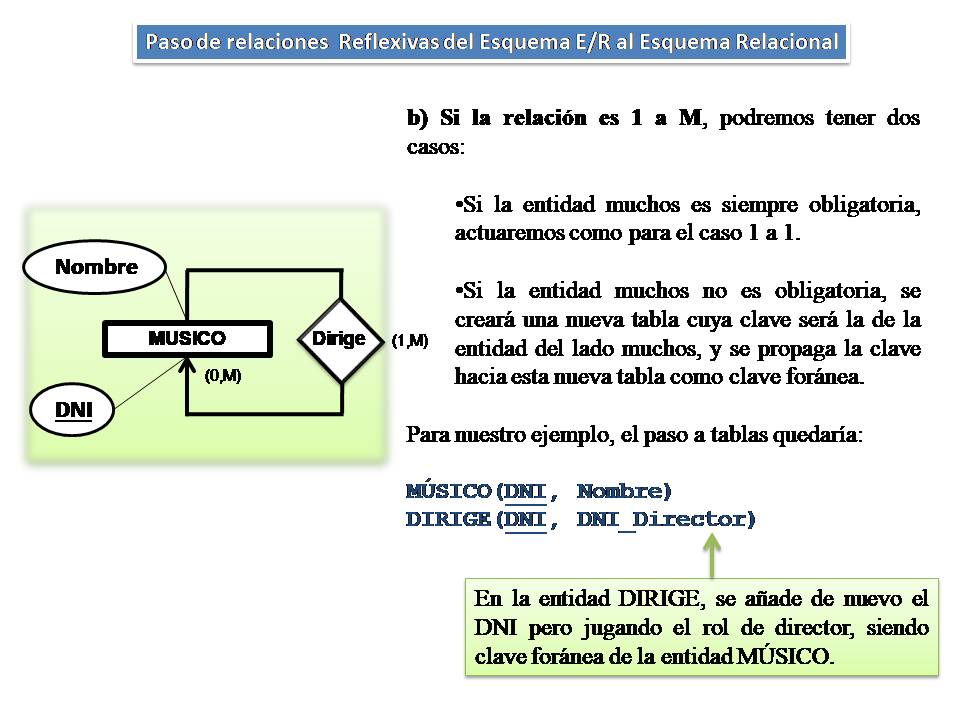 Paso de relaciones Reflexivas del Esquema E/R al Esquema Relacional
b) Si la relación es 1 a M, podremos tener dos
casos:
•Si la entidad muchos es siempre obligatoria,
actuaremos como para el caso 1 a 1.
•Si la entidad muchos no es obligatoria, se
creará una nueva tabla cuya clave será la de la
entidad del lado muchos, y se propaga la clave
hacia esta nueva tabla como clave foránea.
Para nuestro ejemplo, el paso a tablas quedaría:
MÚSICO(DNI, Nombre)
DIRIGE(DNI, DNI_Director)
En la entidad DIRIGE, se añade de nuevo el
DNI pero jugando el rol de director, siendo
clave foránea de la entidad MÚSICO.
Nombre
MUSICO
Dirige
(1,M)
(0,M)
DNI